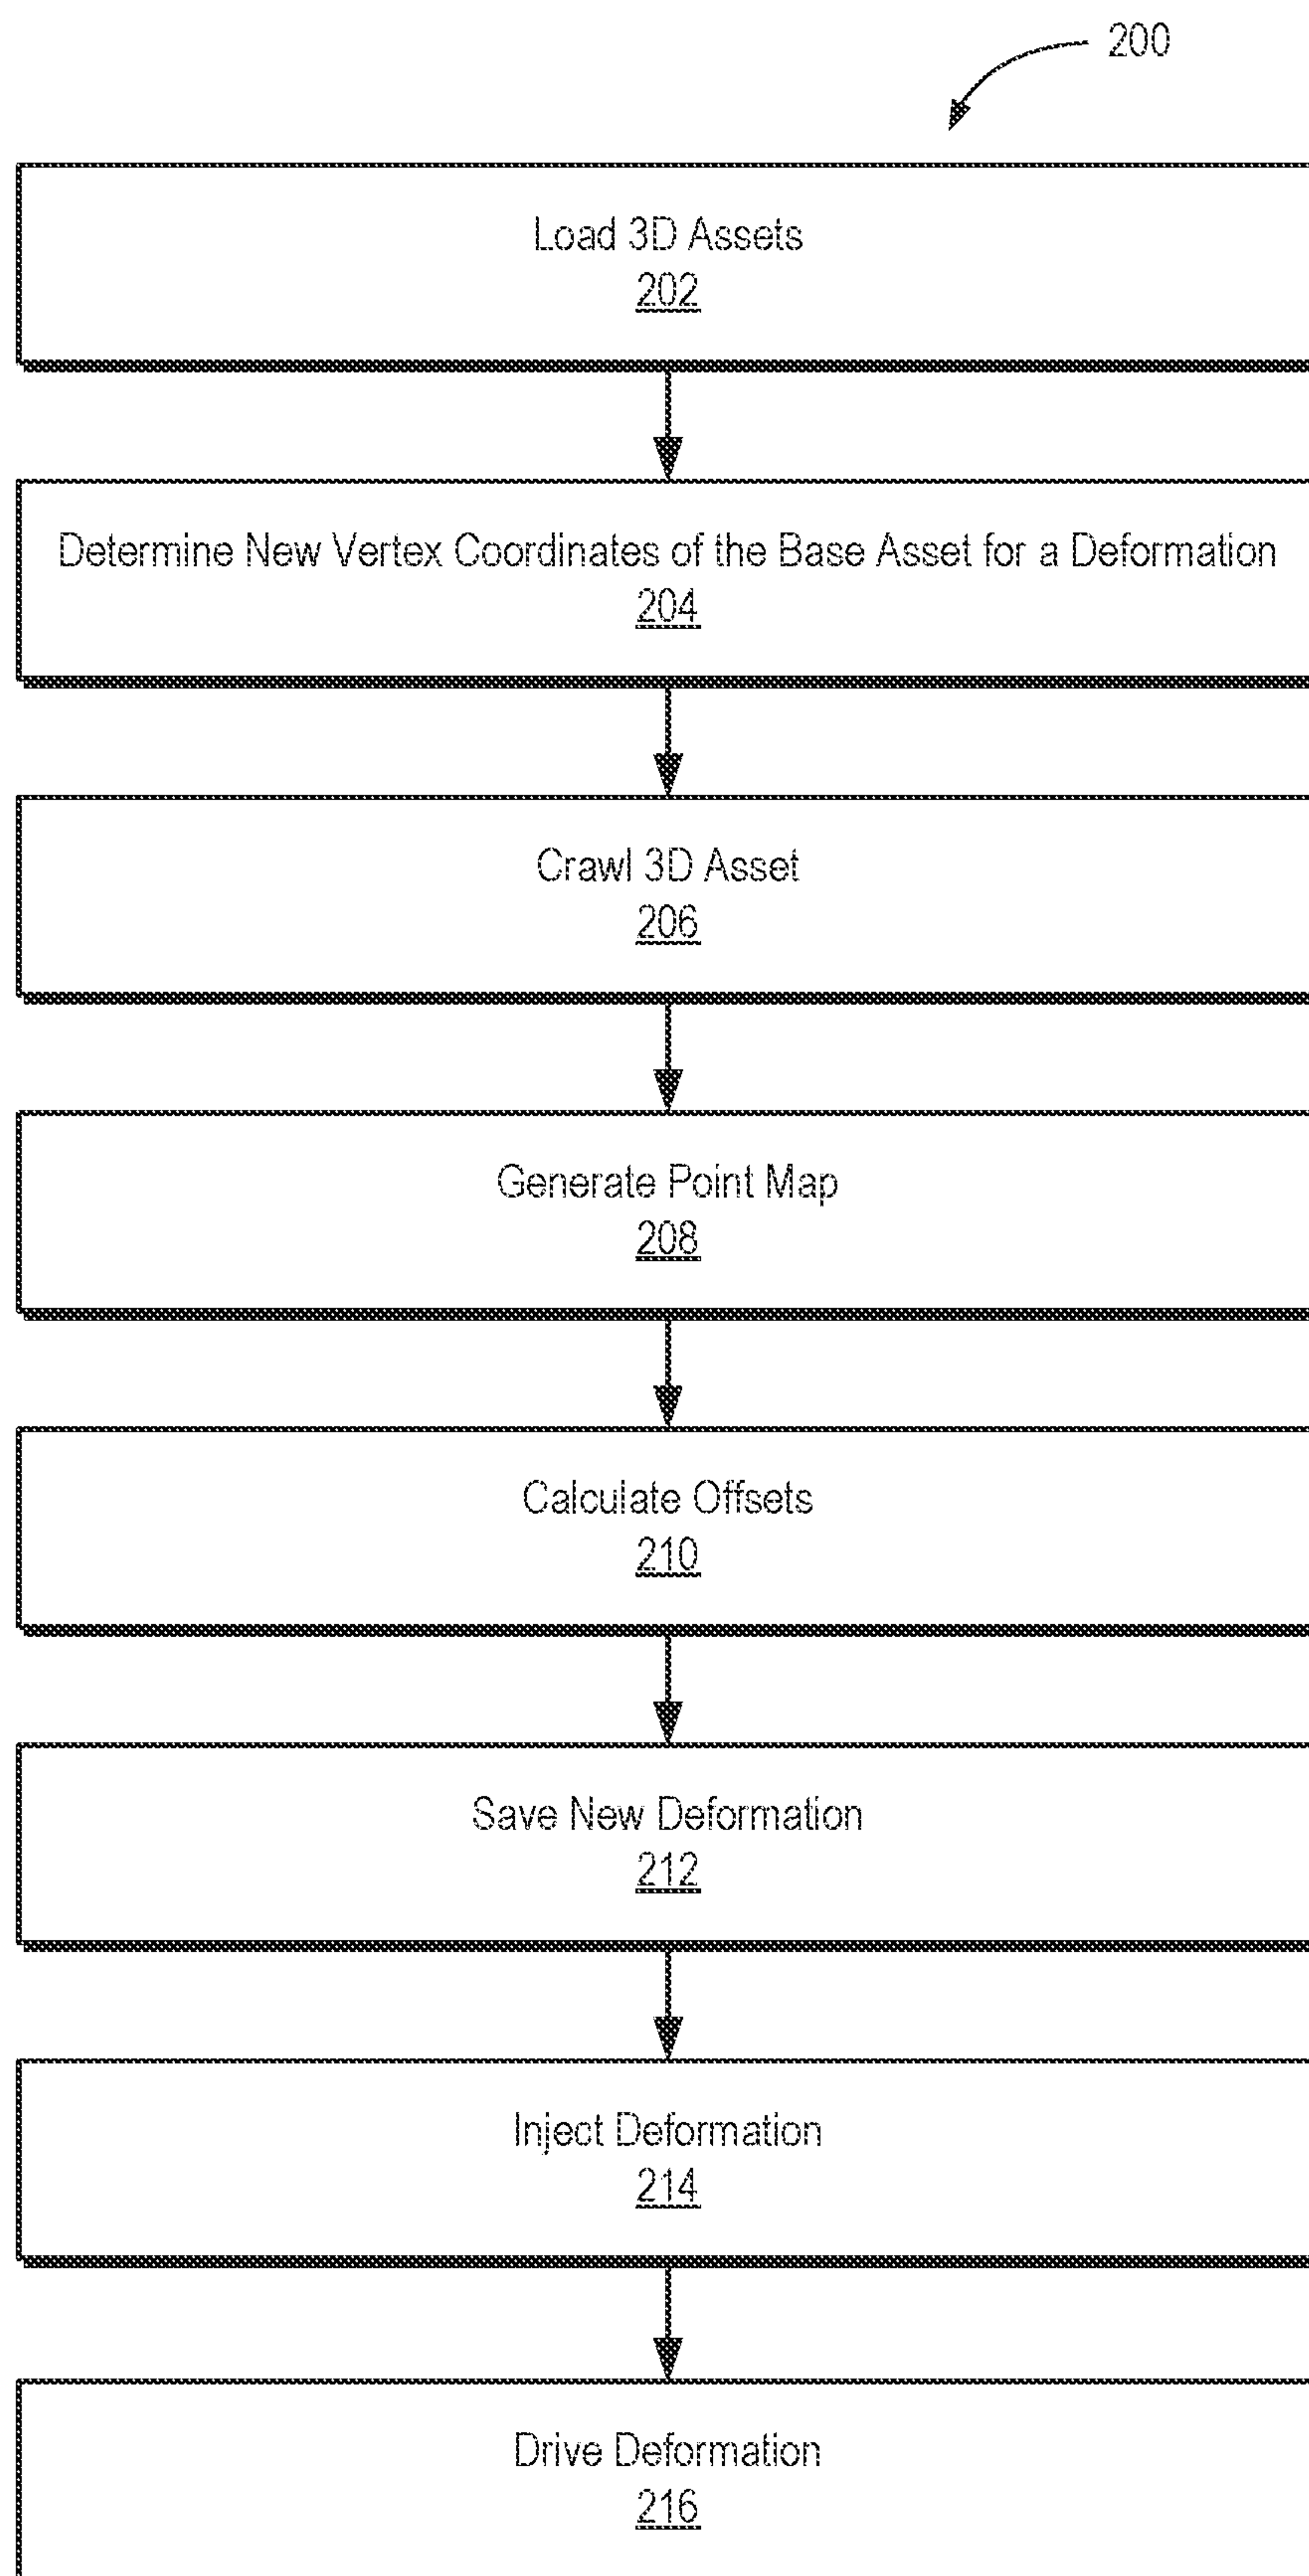 200
Load 3D Assets
202
Determine New Vertex Coordinates of the Base Asset for a Deformation
204
Crawl 3D Asset
206
Generate Point Map
208
Calculate Offsets
210
Save New Deformation
212
Inject Deformation
214
Drive Deformation
216